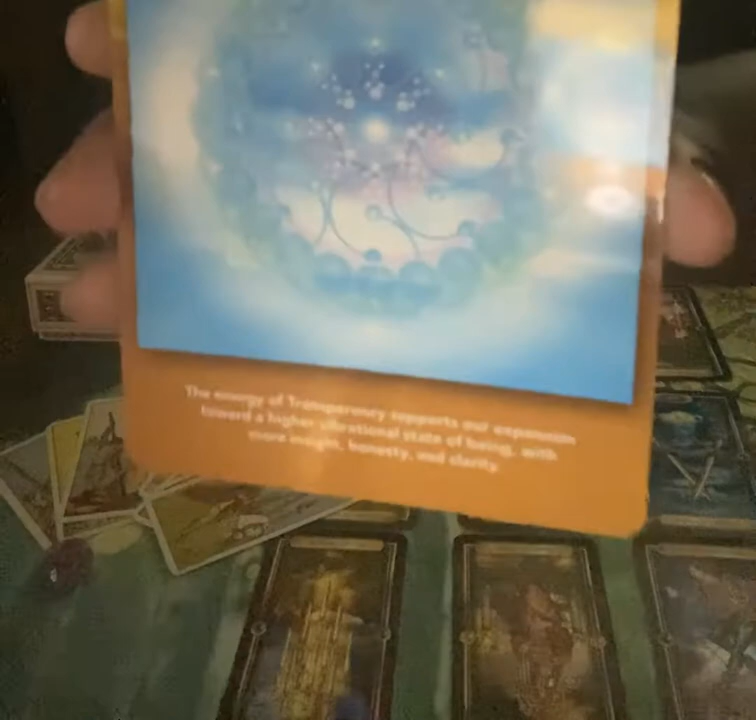 The energy of Transparency supports our expansion
toward a higher vibrational state of being, with
more insight, honesty, and clarity.